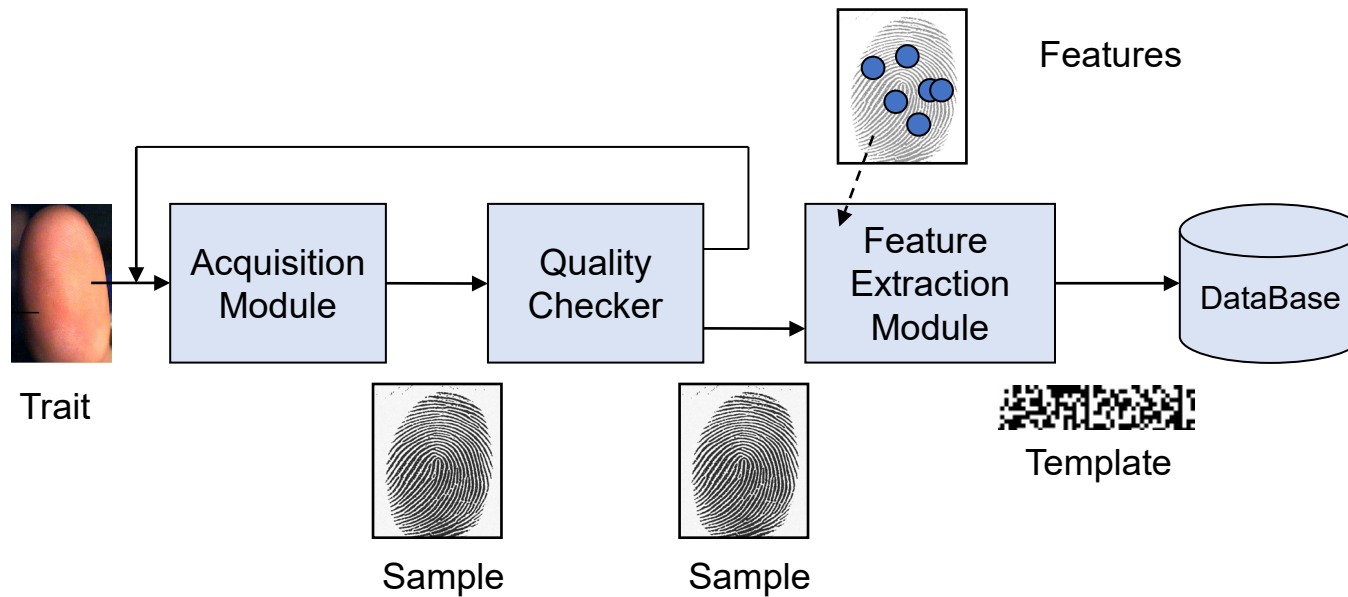 Features
Acquisition
Module
Quality
Checker
Feature
Extraction
Module
DataBase
Trait
Template
Sample
Sample